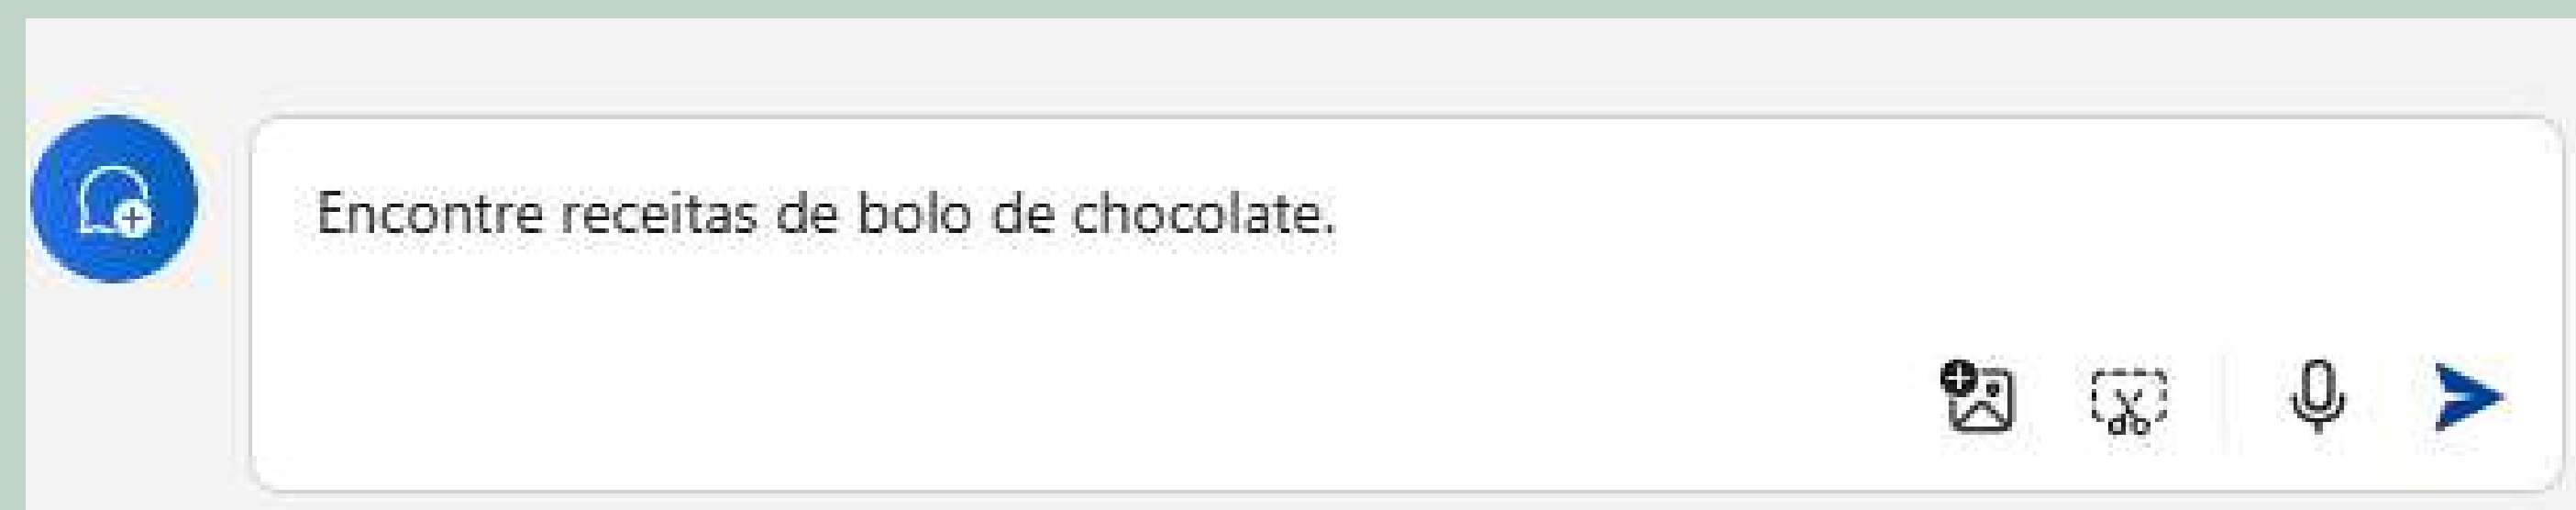 Encontre receitas de bolo de chocolate.